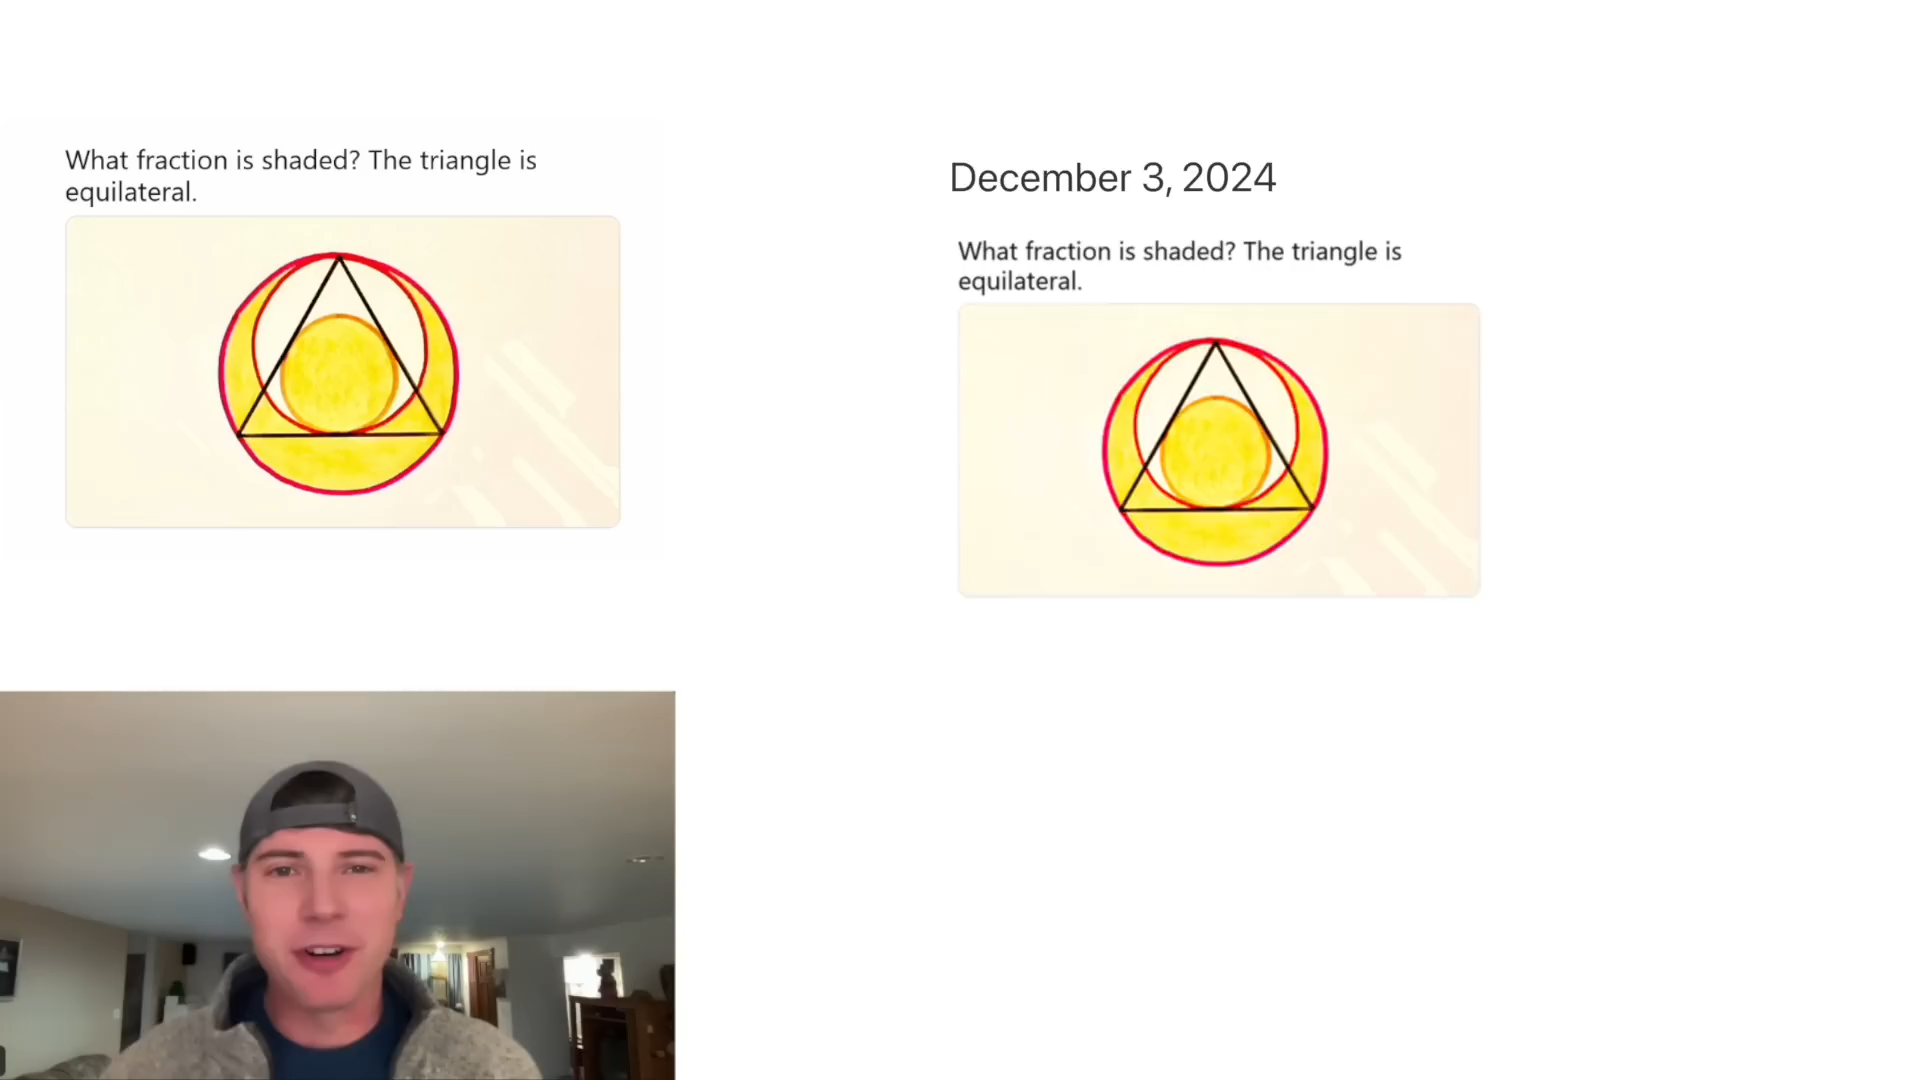 What fraction is shaded? The triangle is
equilateral.
December 3, 2024
What fraction is shaded? The triangle is
equilateral.